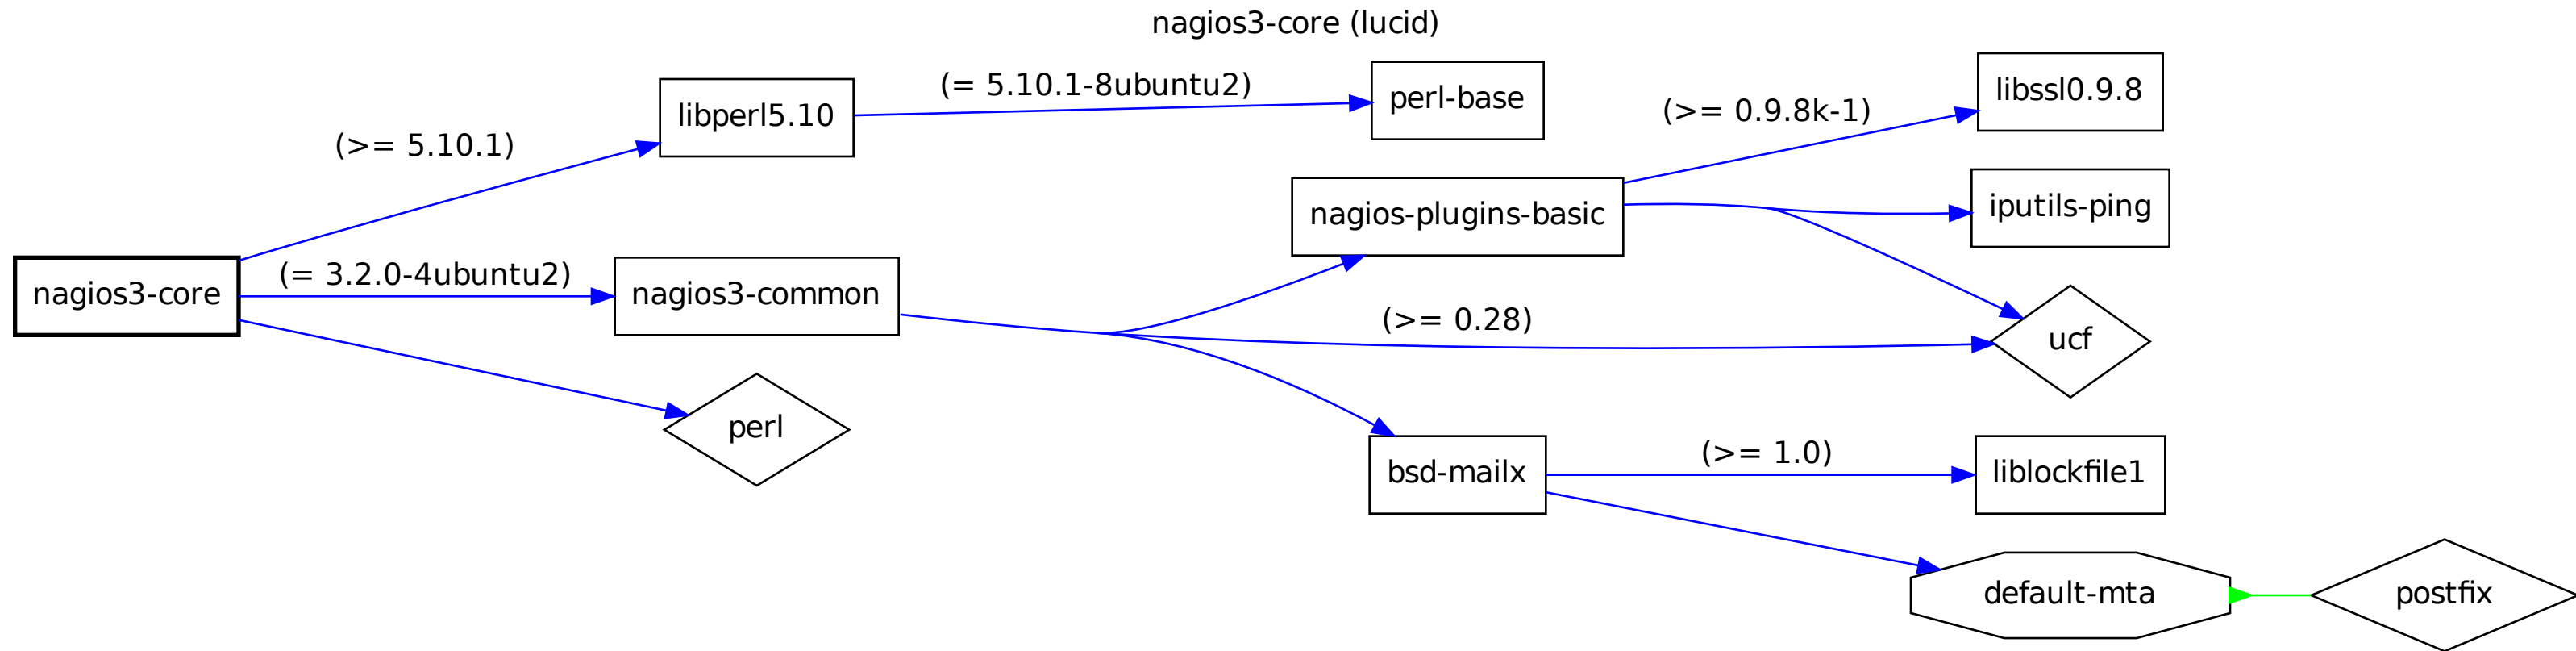 nagios3-core (lucid)
nagios3-core
(>= 5.10.1)
libperl5.10
(= 5.10.1-8ubuntu2)
perl-base
(= 3.2.0-4ubuntu2)
nagios3-common
perl
nagios-plugins-basic
(>= 0.9.8k-1)
libssl0.9.8
iputils-ping
(>= 0.28)
ucf
bsd-mailx
(>= 1.0)
liblockfile1
default-mta
postfix